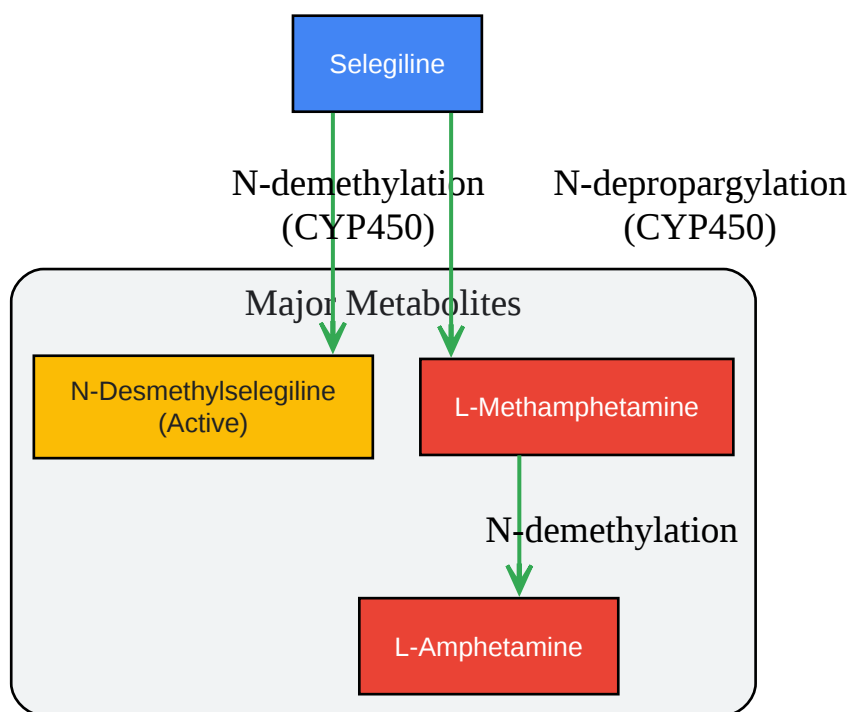 Selegiline
N-demethylation
(CYP450)
N-depropargylation
(CYP450)
Major Metabolites
N-Desmethylselegiline
(Active)
L-Methamphetamine
N-demethylation
L-Amphetamine